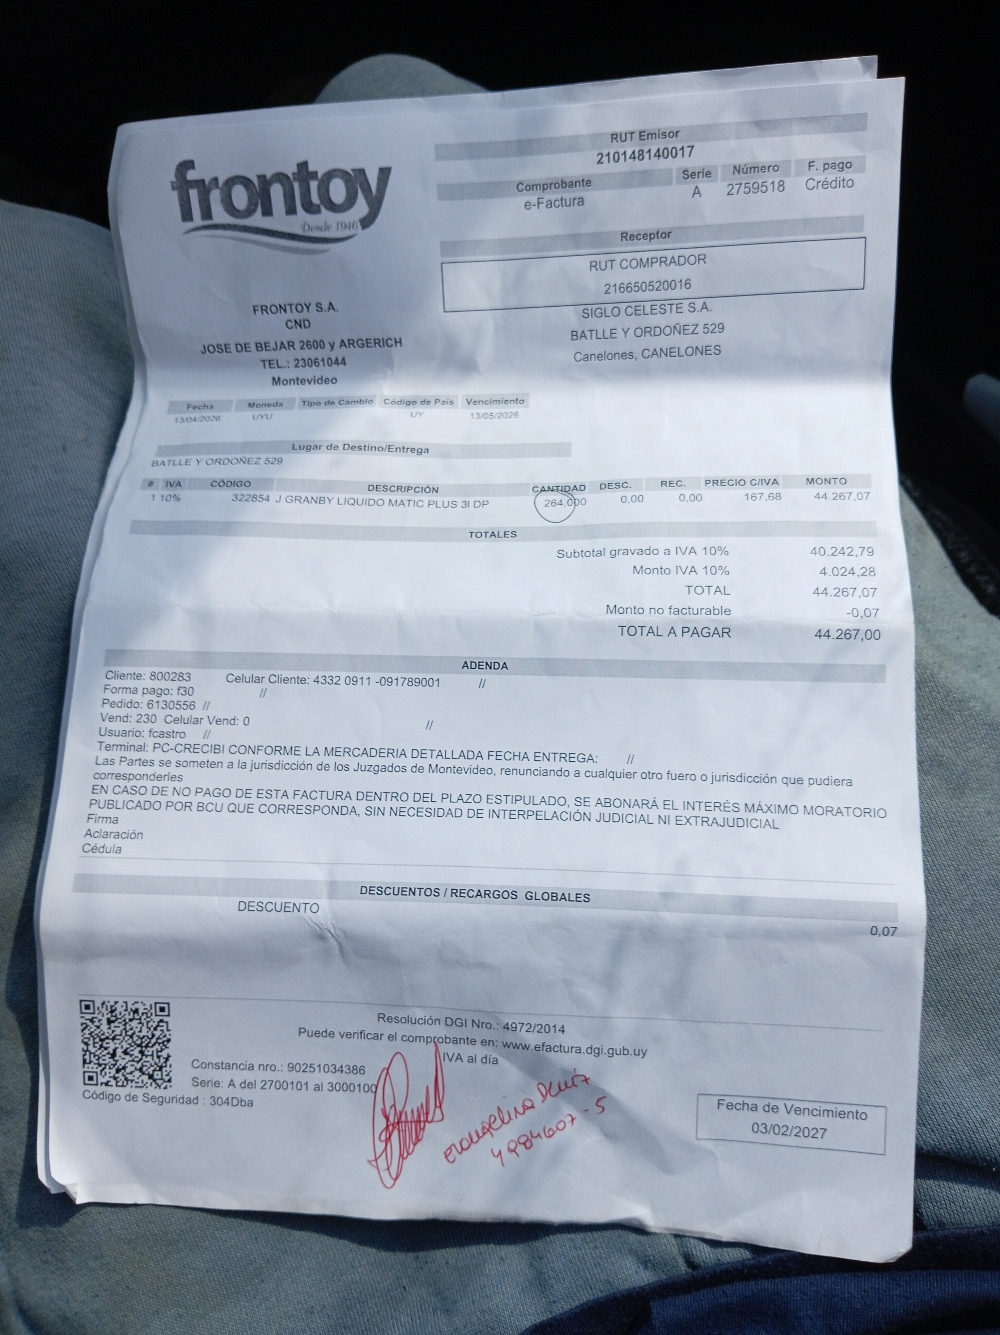 frontoy
Desde 1946
RUT Emisor
210148140017
Comprobante Serie Número F. pago
e-Factura A 2759518 Crédito
Receptor
RUT COMPRADOR
216650520016
SIGLO CELESTE S.A.
BATLLE Y ORDOÑEZ 529
Canelones, CANELONES
FRONTOY S.A.
CND
JOSE DE BEJAR 2600 y ARGERICH
TEL.: 23061044
Montevideo
Fecha Moneda Tipo de Cambio Código de País Vencimiento
13/04/2026 UYU UY 13/05/2026
Lugar de Destino/Entrega
BATLLE Y ORDOÑEZ 529
# IVA CÓDIGO DESCRIPCIÓN CANTIDAD DESC. REC. PRECIO C/IVA MONTO
1 10% 322854 J.GRANBY LIQUIDO MATIC PLUS 3l DP 264,000 0,00 0,00 167,68 44.267,07
TOTALES
Subtotal gravado a IVA 10% 40.242,79
Monto IVA 10% 4.024,28
TOTAL 44.267,07
Monto no facturable -0,07
TOTAL A PAGAR 44.267,00
ADENDA
Cliente: 800283 Celular Cliente: 4332 0911 -091789001 //
Forma pago: f30 //
Pedido: 6130556 //
Vend: 230 Celular Vend: 0 //
Usuario: fcastro //
Terminal: PC-CRECIBI CONFORME LA MERCADERIA DETALLADA FECHA ENTREGA: //
Las Partes se someten a la jurisdicción de los Juzgados de Montevideo, renunciando a cualquier otro fuero o jurisdicción que pudiera
corresponderles
EN CASO DE NO PAGO DE ESTA FACTURA DENTRO DEL PLAZO ESTIPULADO, SE ABONARÁ EL INTERÉS MÁXIMO MORATORIO
PUBLICADO POR BCU QUE CORRESPONDA, SIN NECESIDAD DE INTERPELACIÓN JUDICIAL NI EXTRAJUDICIAL
Firma
Aclaración
Cédula
DESCUENTOS / RECARGOS GLOBALES
DESCUENTO 0,07
Resolución DGI Nro.: 4972/2014
Puede verificar el comprobante en: www.efactura.dgi.gub.uy
IVA al día
Constancia nro.: 90251034386
Serie: A del 2700101 al 3000100
Código de Seguridad : 304Dba
Evangelina
4984607-5
Fecha de Vencimiento
03/02/2027